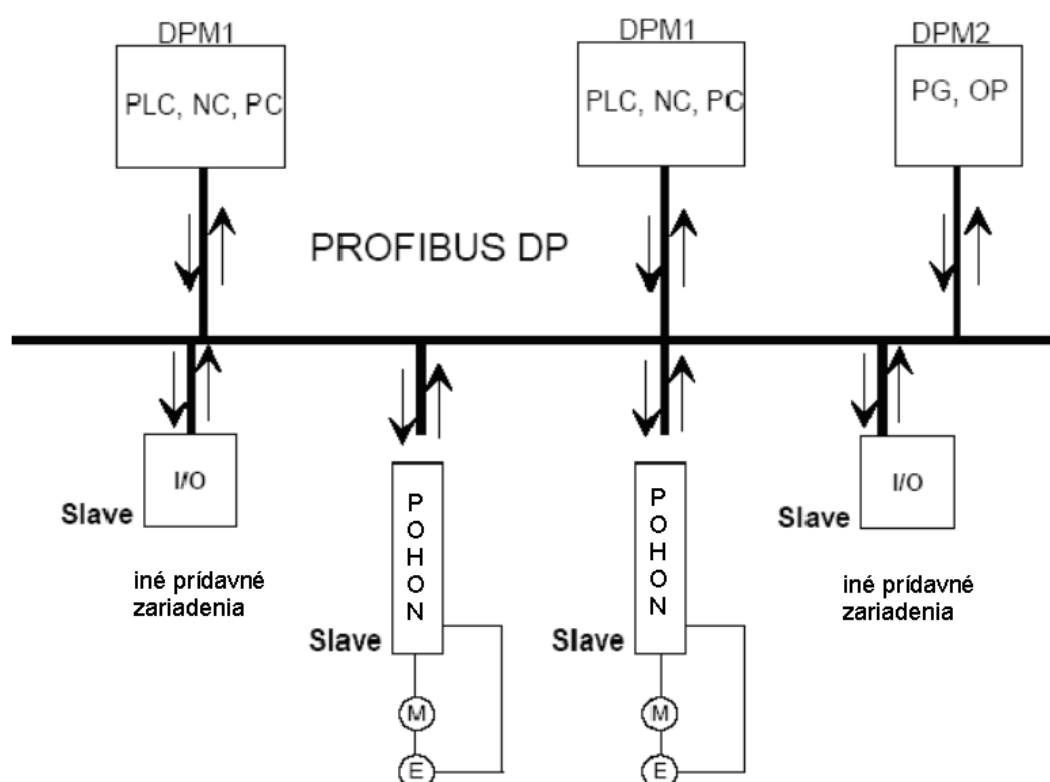 DPM1
DPM1
DPM2
PLC, NC, PC
PLC, NC, PC
PG, OP
PROFIBUS DP
I/O
Slave
iné prídavné
zariadenia
POHON
Slave
M
E
POHON
Slave
M
E
I/O
Slave
iné prídavné
zariadenia